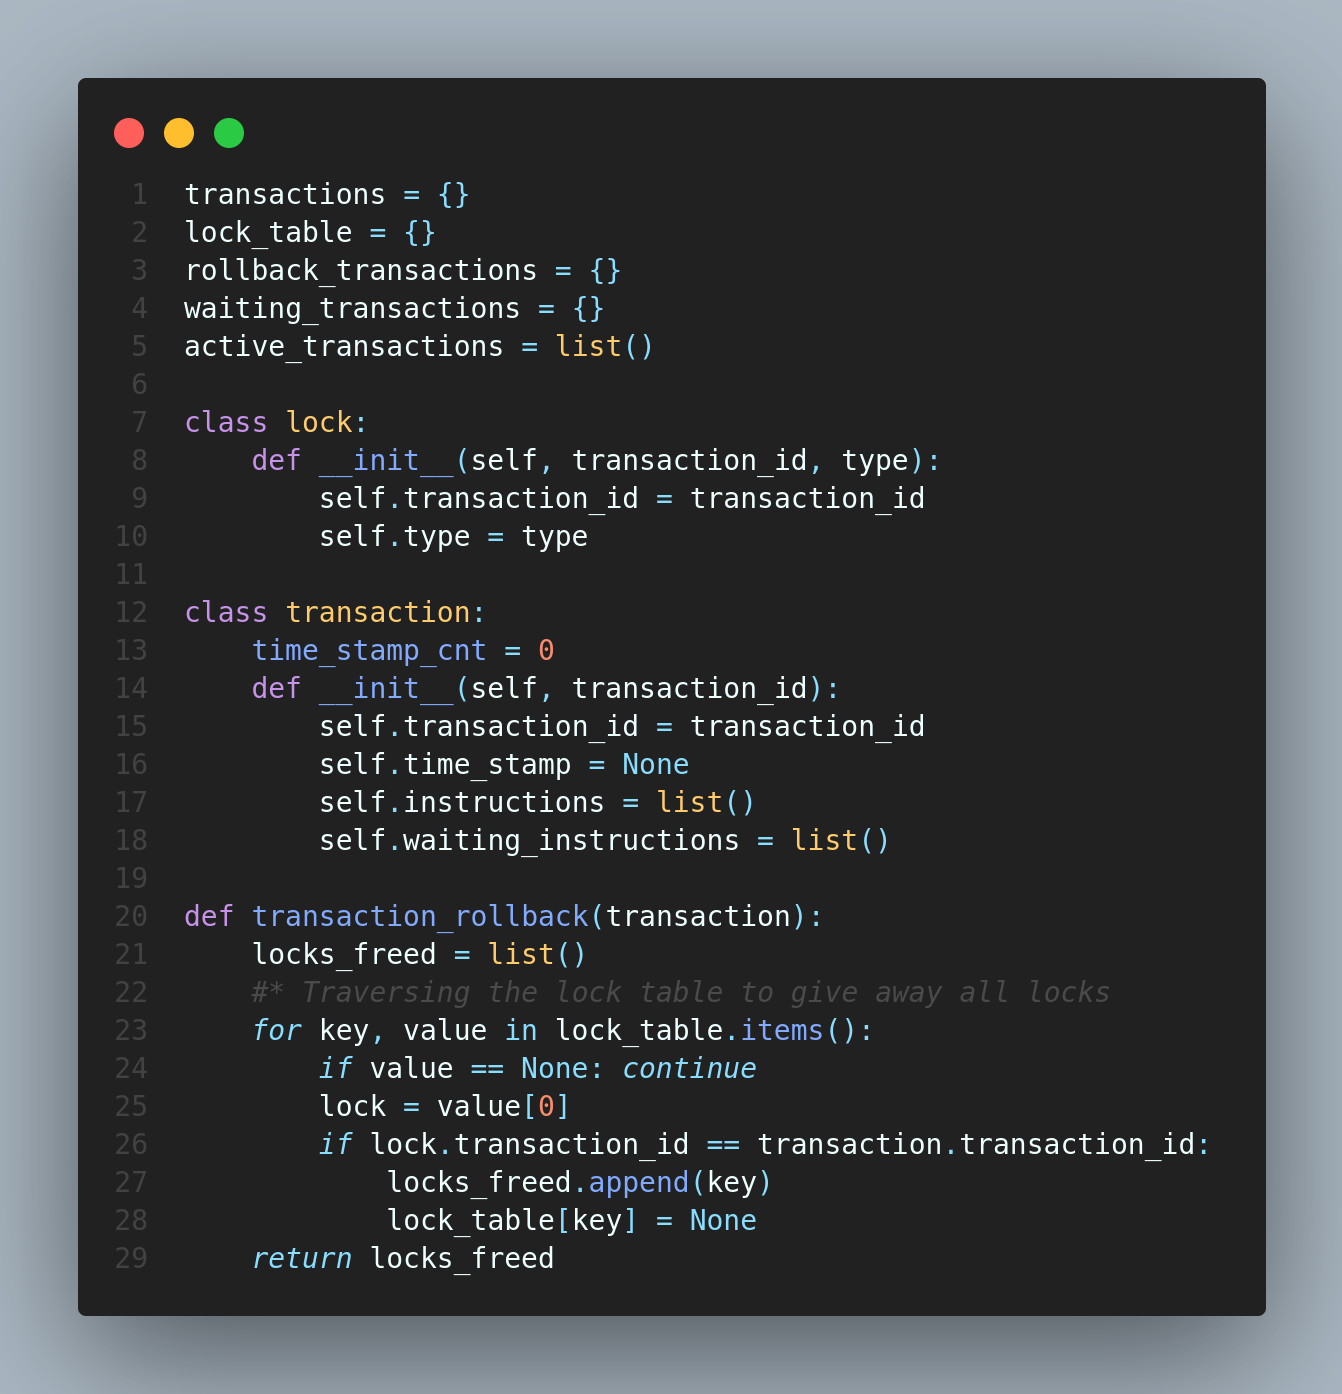 1 transactions = {}
2 lock_table = {}
3 rollback_transactions = {}
4 waiting_transactions = {}
5 active_transactions = list()
6
7 class lock:
8     def __init__(self, transaction_id, type):
9         self.transaction_id = transaction_id
10         self.type = type
11
12 class transaction:
13     time_stamp_cnt = 0
14     def __init__(self, transaction_id):
15         self.transaction_id = transaction_id
16         self.time_stamp = None
17         self.instructions = list()
18         self.waiting_instructions = list()
19
20 def transaction_rollback(transaction):
21     locks_freed = list()
22     #* Traversing the lock table to give away all locks
23     for key, value in lock_table.items():
24         if value == None: continue
25         lock = value[0]
26         if lock.transaction_id == transaction.transaction_id:
27             locks_freed.append(key)
28             lock_table[key] = None
29     return locks_freed